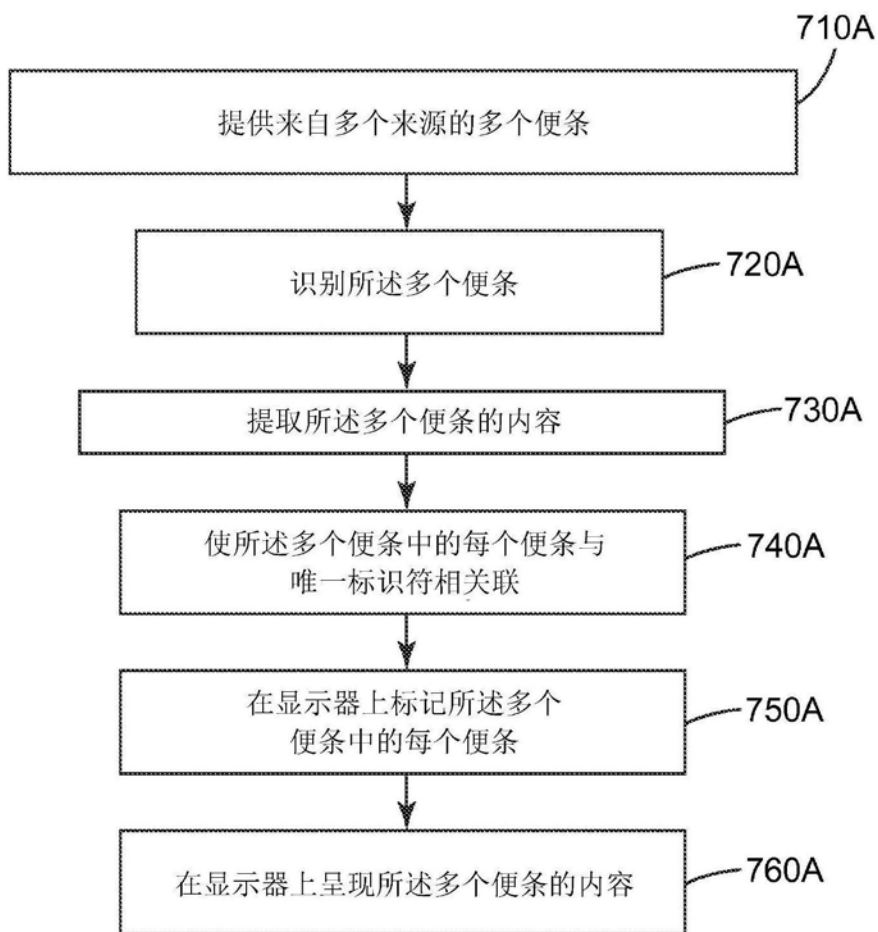 710A
提供来自多个来源的多个便条
720A
识别所述多个便条
730A
提取所述多个便条的内容
740A
使所述多个便条中的每个便条与
唯一标识符相关联
750A
在显示器上标记所述多个
便条中的每个便条
760A
在显示器上呈现所述多个便条的内容